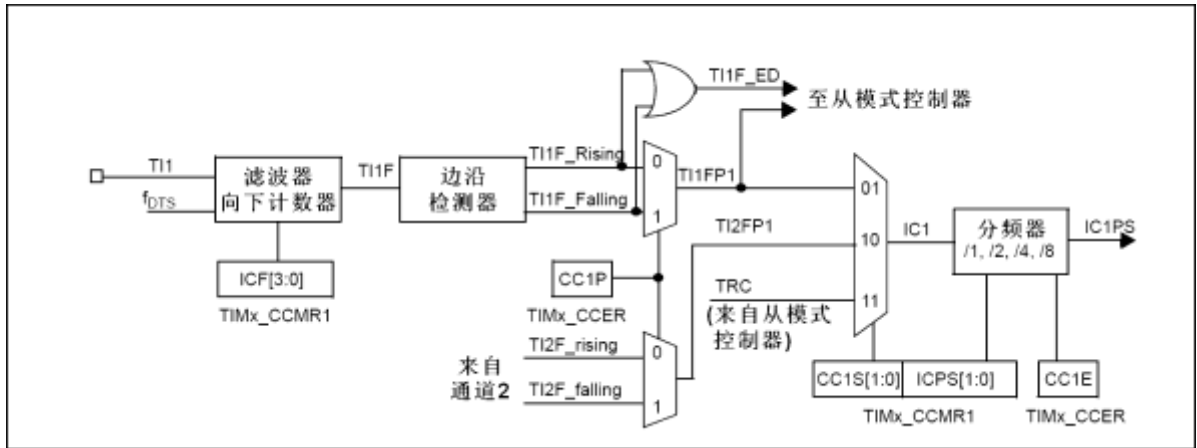 TI1F_ED
至从模式控制器
TI1
f_DTS
滤波器
向下计数器
TI1F
边沿
检测器
TI1F_Rising
TI1F_Falling
0
1
TI1FP1
TI2FP1
TRC
(来自从模式
控制器)
01
10
11
IC1
分频器
/1, /2, /4, /8
IC1PS
ICF[3:0]
TIMx_CCMR1
CC1P
TIMx_CCER
来自
通道2
TI2F_rising
TI2F_falling
0
1
CC1S[1:0]
ICPS[1:0]
TIMx_CCMR1
CC1E
TIMx_CCER